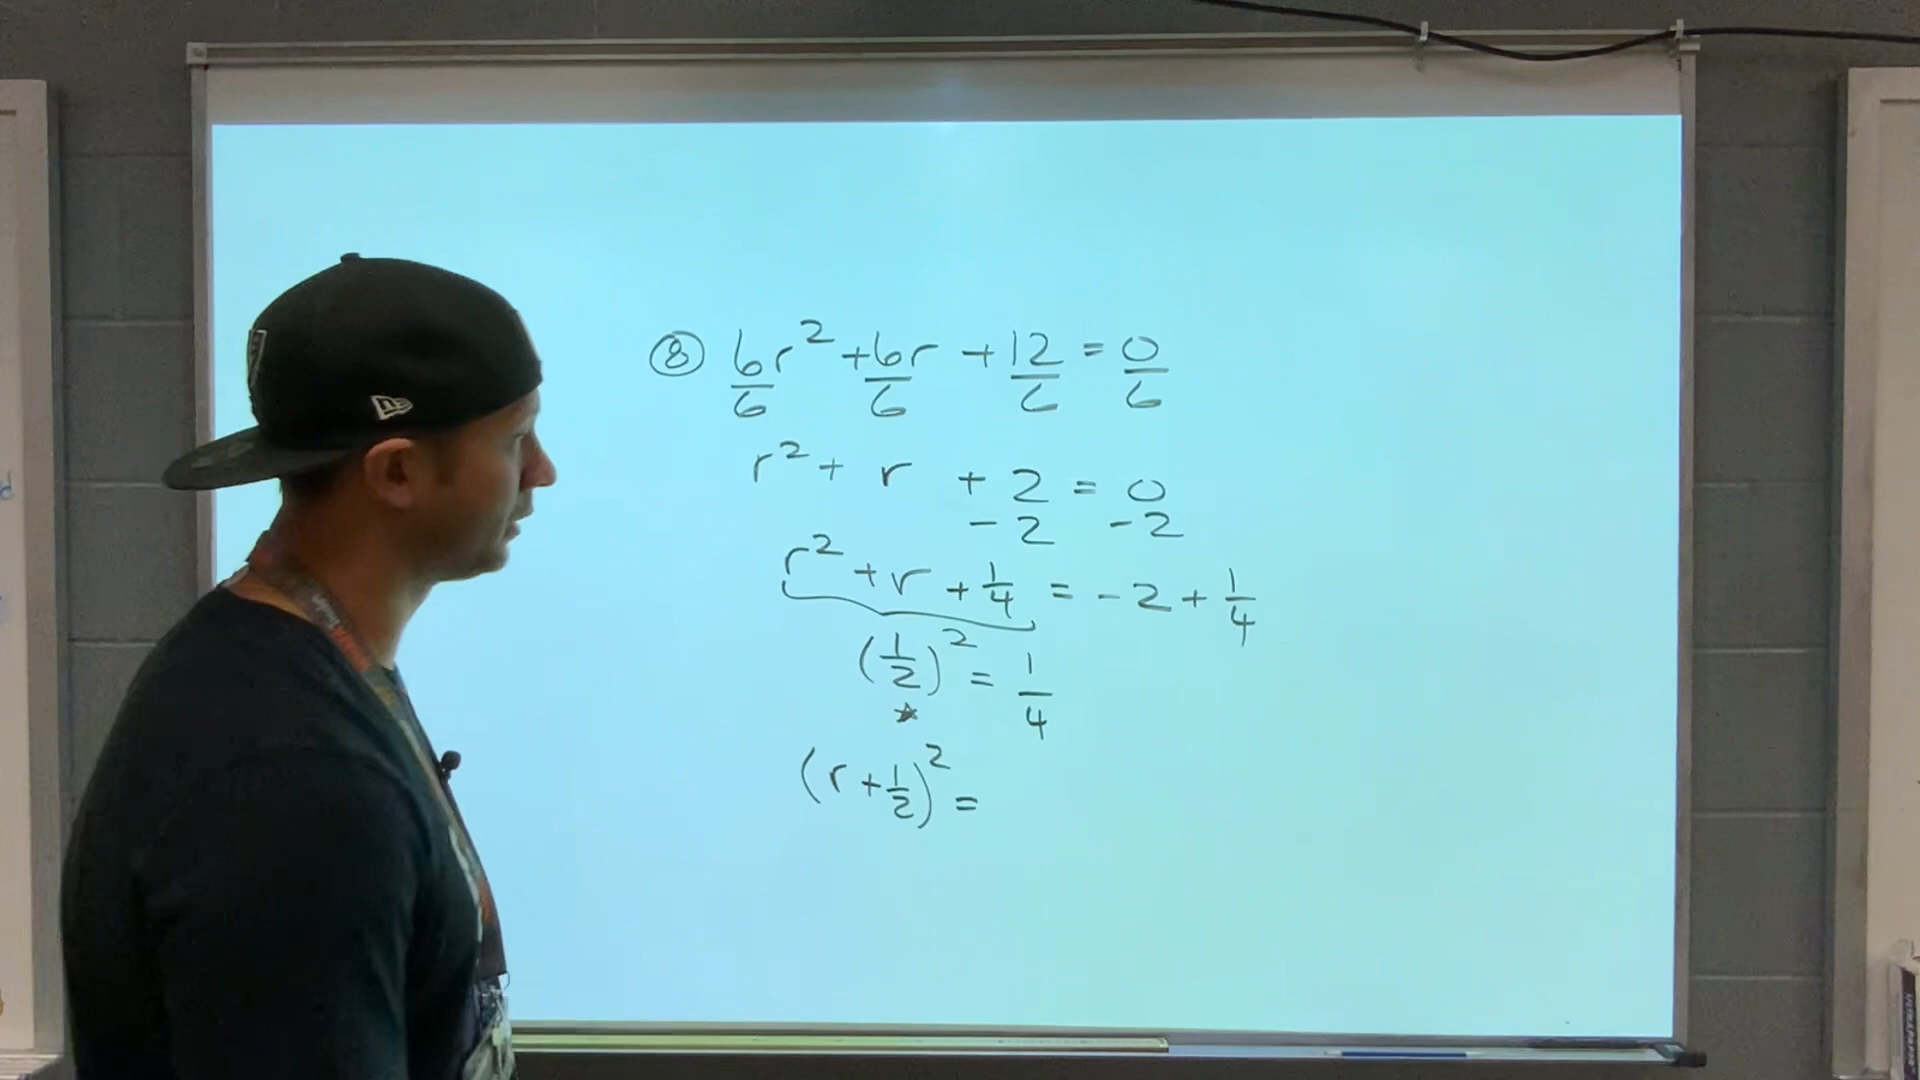 ⑧ 6r²/6 + 6r/6 + 12/6 = 0/6
r² + r + 2 = 0
- 2 -2
r² + r + 1/4 = - 2 + 1/4
(1/2)² = 1/4
★
(r + 1/2)² =